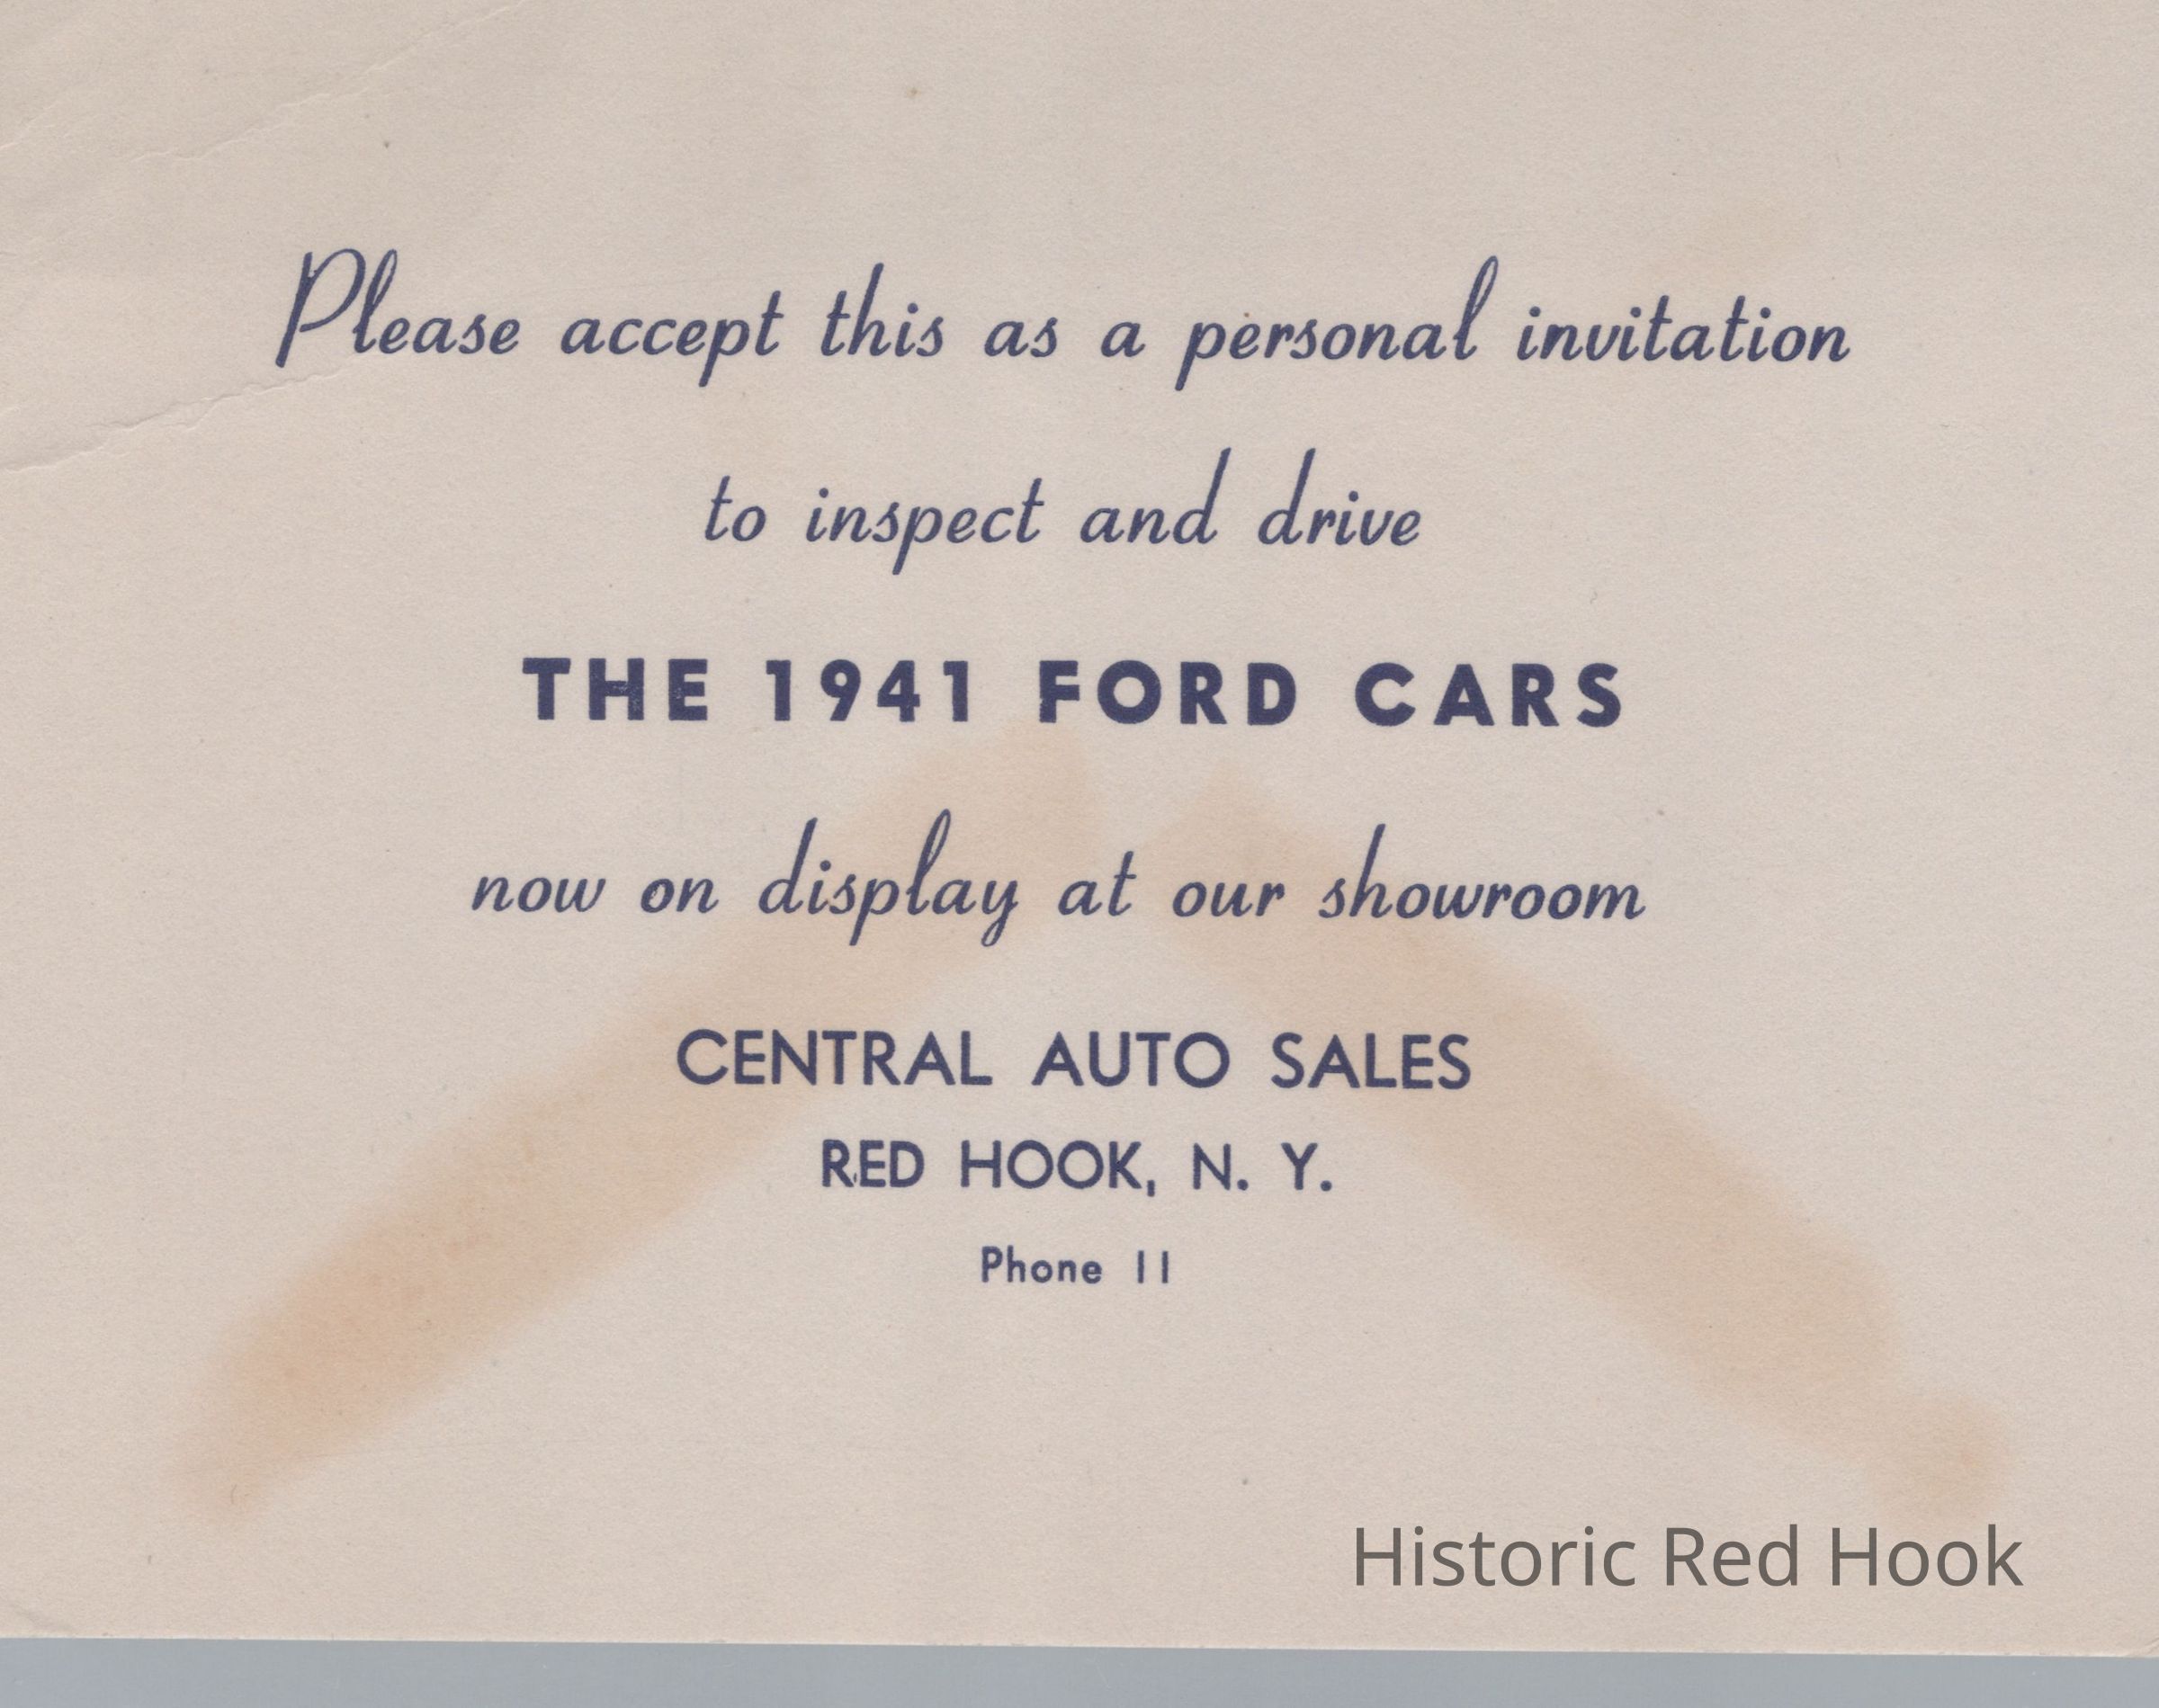 Please accept this as a personal invitation
to inspect and drive
THE 1941 FORD CARS
now on display at our showroom
CENTRAL AUTO SALES
RED HOOK, N. Y.
Phone 11
Historic Red Hook